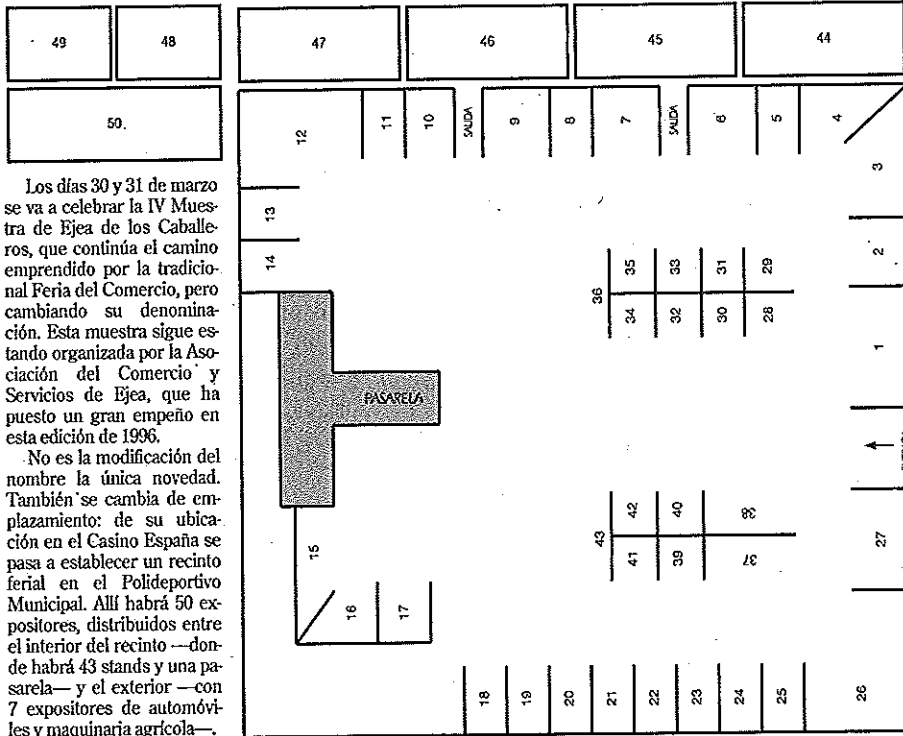 49
48
47
46
45
44
50.
12
11
10
SALIDA
9
8
7
SALIDA
6
5
4
3
13
14
2
36
35
33
31
29
34
32
30
28
1
PASARELA
43
42
40
38
41
39
37
27
15
16
17
18
19
20
21
22
23
24
25
26
Los días 30 y 31 de marzo
se va a celebrar la IV Mues-
tra de Ejea de los Caballe-
ros, que continúa el camino
emprendido por la tradicio-
nal Feria del Comercio, pero
cambiando su denomina-
ción. Esta muestra sigue es-
tando organizada por la Aso-
ciación del Comercio y
Servicios de Ejea, que ha
puesto un gran empeño en
esta edición de 1996.
No es la modificación del
nombre la única novedad.
También se cambia de em-
plazamiento: de su ubica-
ción en el Casino España se
pasa a establecer un recinto
ferial en el Polideportivo
Municipal. Allí habrá 50 ex-
positores, distribuidos entre
el interior del recinto —don-
de habrá 43 stands y una pa-
sarela— y el exterior —con
7 expositores de automóvi-
les y maquinaria agrícola—.